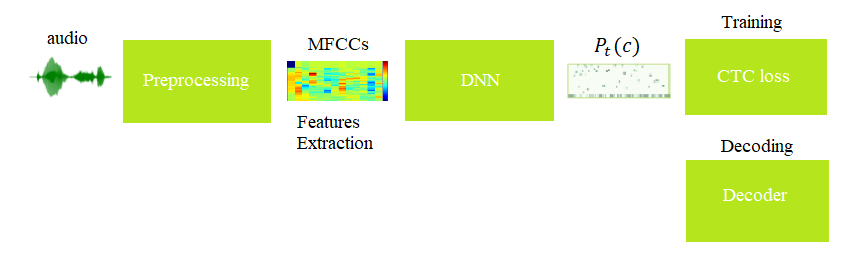 audio
Preprocessing
MFCCs
Features
Extraction
DNN
P_t(c)
Training
CTC loss
Decoding
Decoder